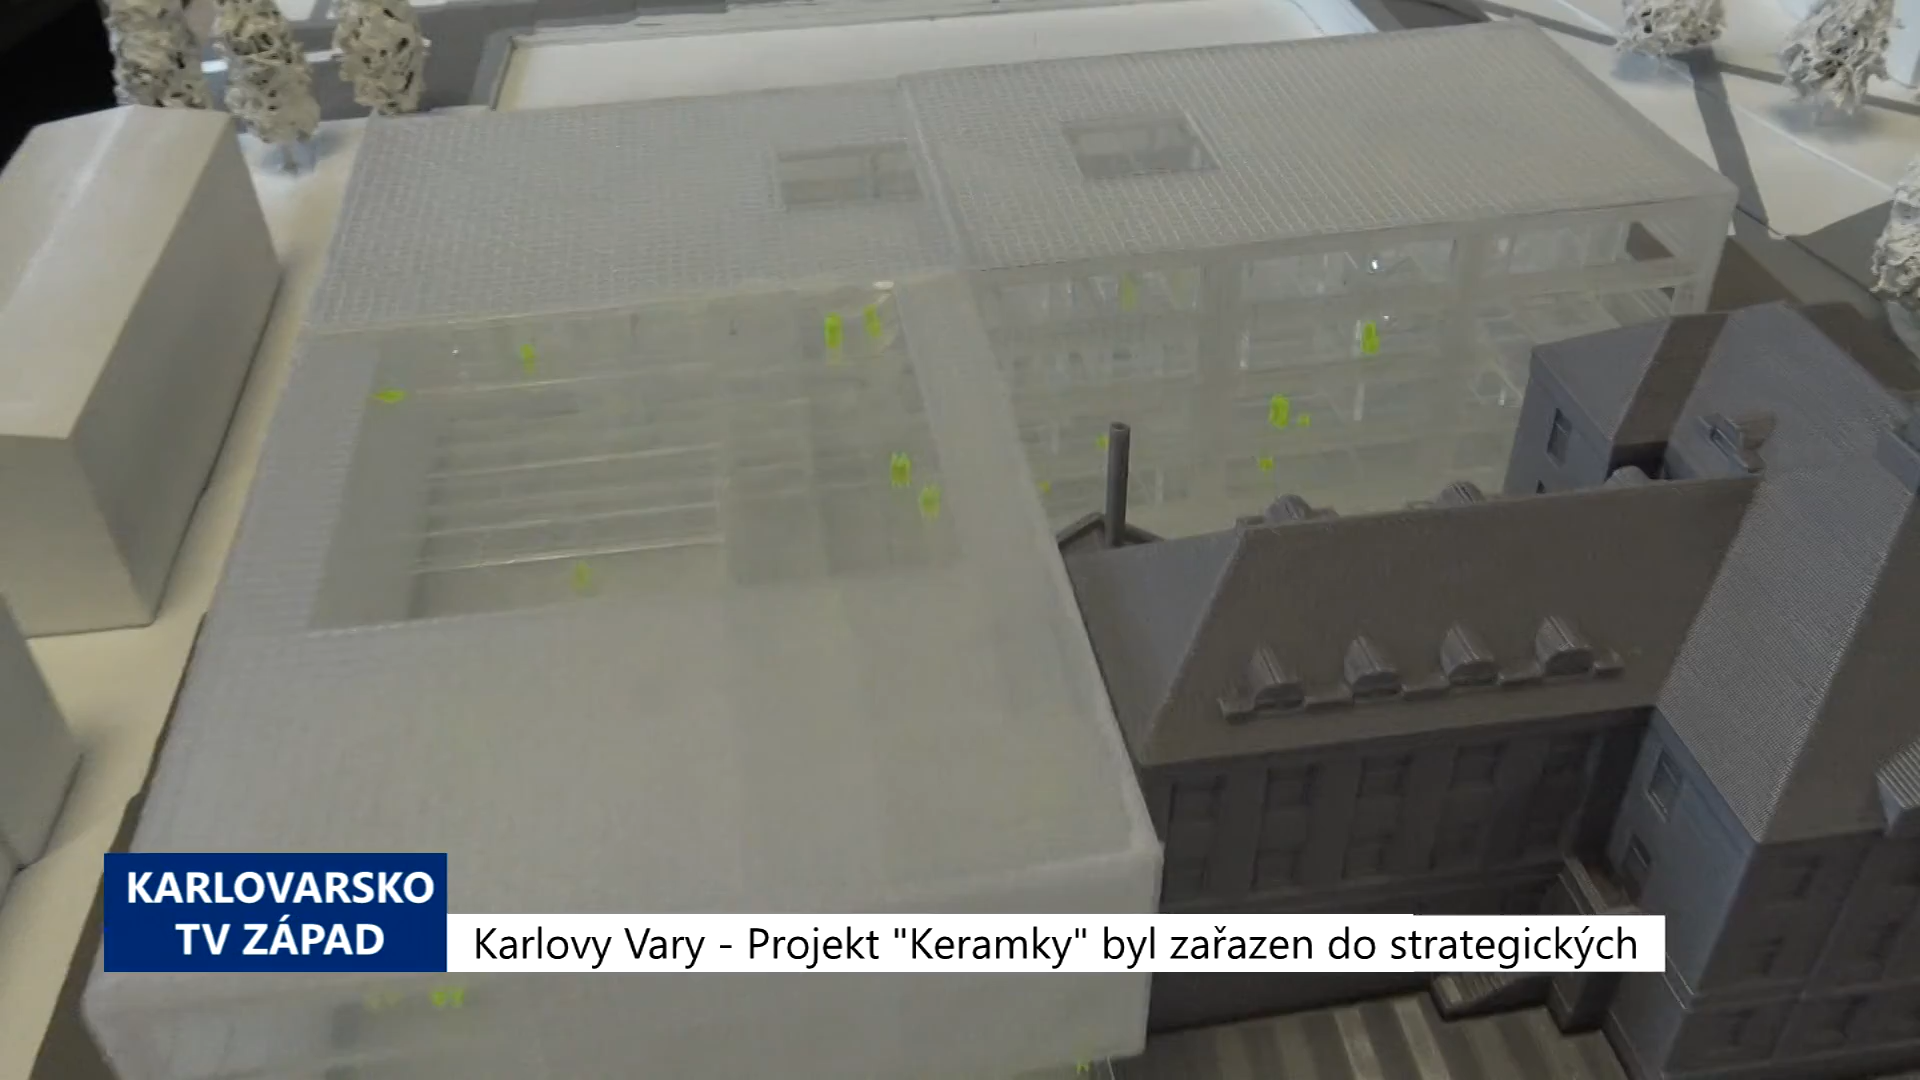 KARLOVARSKO
TV ZÁPAD
Karlovy Vary - Projekt "Keramky" byl zařazen do strategických